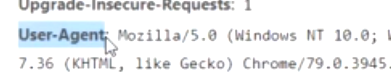 Upgrade-Insecure-Requests: 1
User-Agent: Mozilla/5.0 (Windows NT 10.0;
7.36 (KHTML, like Gecko) Chrome/79.0.3945.